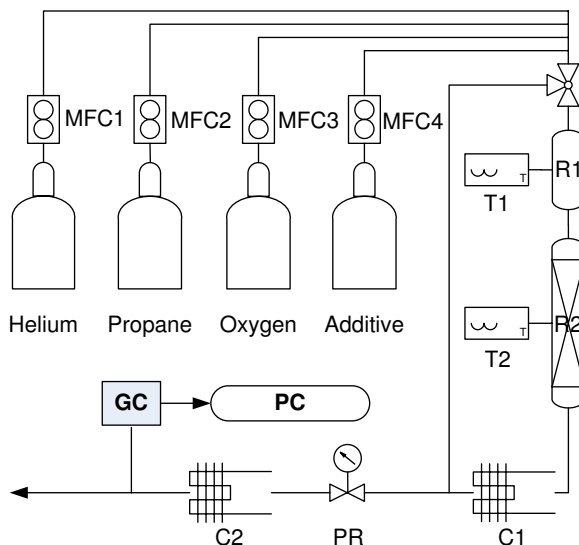 MFC1 MFC2 MFC3 MFC4
R1
T
T1
Helium Propane Oxygen Additive
R2
T
T2
GC PC
C2 PR C1